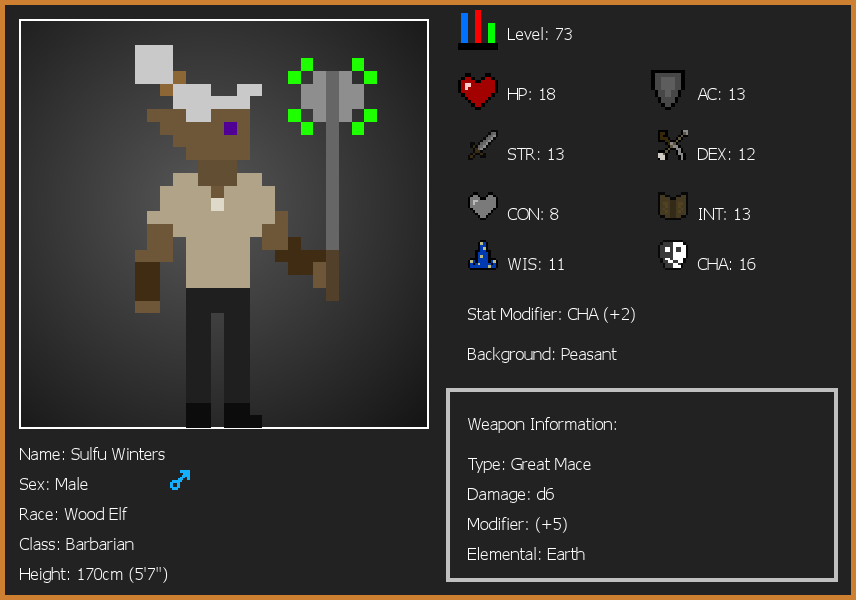 Level: 73
HP: 18
AC: 13
STR: 13
DEX: 12
CON: 8
INT: 13
WIS: 11
CHA: 16
Stat Modifier: CHA (+2)
Background: Peasant
Weapon Information:
Type: Great Mace
Damage: d6
Modifier: (+5)
Elemental: Earth
Name: Sulfu Winters
Sex: Male
Race: Wood Elf
Class: Barbarian
Height: 170cm (5'7")